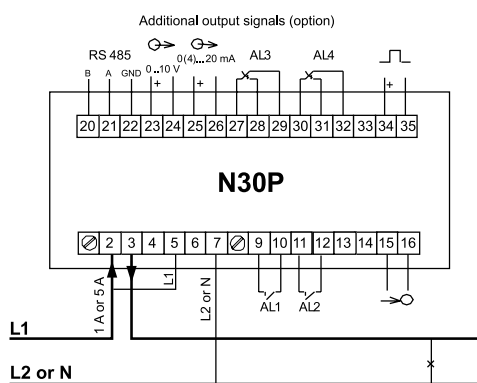 Additional output signals (option)
RS 485
0(4)...20 mA
AL3
AL4
B A GND 0..10 V
+ + +
20 21 22 23 24 25 26 27 28 29 30 31 32 33 34 35
N30P
2 3 4 5 6 7 9 10 11 12 13 14 15 16
1 A or 5 A
L1
L2 or N
AL1
AL2
L1
L2 or N